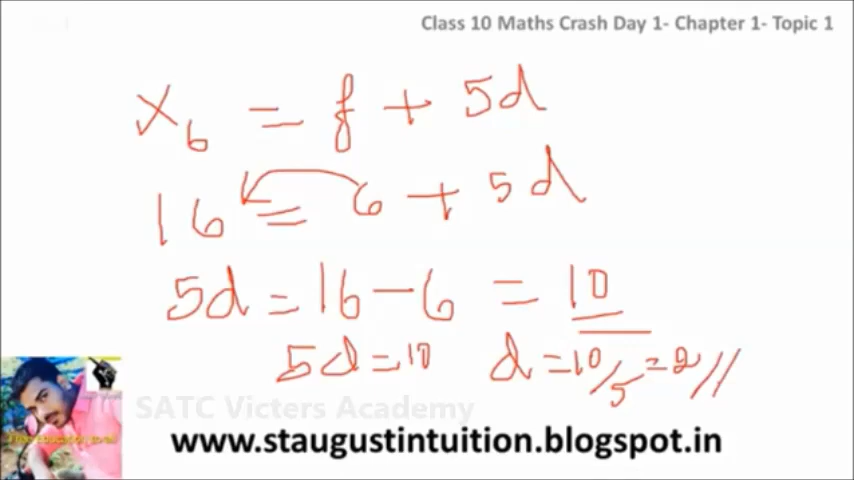 Class 10 Maths Crash Day 1- Chapter 1- Topic 1
x₆ = f + 5d
16 = 6 + 5d
5d = 16 - 6 = 10
5d = 10 d = 10/5 = 2//
SATC Victers Academy
www.staugustintuition.blogspot.in